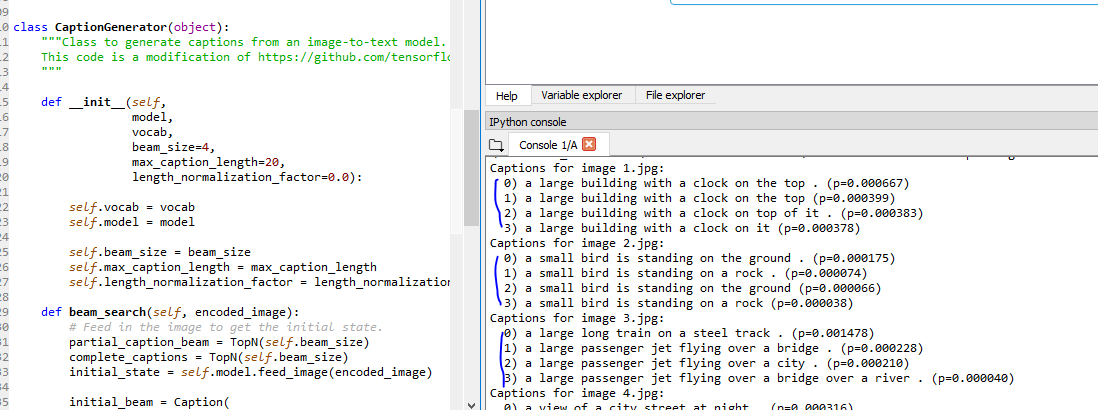 class CaptionGenerator(object):
"""Class to generate captions from an image-to-text model.
This code is a modification of https://github.com/tensorflo
"""
def __init__(self,
model,
vocab,
beam_size=4,
max_caption_length=20,
length_normalization_factor=0.0):
self.vocab = vocab
self.model = model
self.beam_size = beam_size
self.max_caption_length = max_caption_length
self.length_normalization_factor = length_normalization
def beam_search(self, encoded_image):
# Feed in the image to get the initial state.
partial_caption_beam = TopN(self.beam_size)
complete_captions = TopN(self.beam_size)
initial_state = self.model.feed_image(encoded_image)
initial_beam = Caption(
Help Variable explorer File explorer
IPython console
Console 1/A
Captions for image 1.jpg:
0) a large building with a clock on the top . (p=0.000667)
1) a large building with a clock on the top (p=0.000399)
2) a large building with a clock on top of it . (p=0.000383)
3) a large building with a clock on it (p=0.000378)
Captions for image 2.jpg:
0) a small bird is standing on the ground . (p=0.000175)
1) a small bird is standing on a rock . (p=0.000074)
2) a small bird is standing on the ground (p=0.000066)
3) a small bird is standing on a rock (p=0.000038)
Captions for image 3.jpg:
0) a large long train on a steel track . (p=0.001478)
1) a large passenger jet flying over a bridge . (p=0.000228)
2) a large passenger jet flying over a city . (p=0.000210)
3) a large passenger jet flying over a bridge over a river . (p=0.000040)
Captions for image 4.jpg:
0) a view of a city street at night . (p=0.000316)